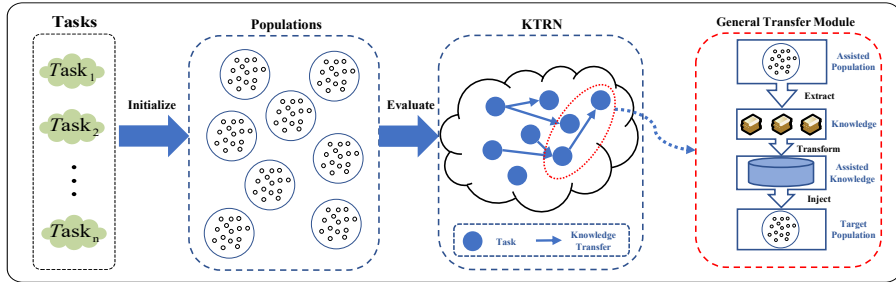 Tasks
Task1
Task2
Taskn
Initialize
Populations
Evaluate
KTRN
Task
Knowledge
Transfer
General Transfer Module
Assisted
Population
Extract
Knowledge
Transform
Assisted
Knowledge
Inject
Target
Population